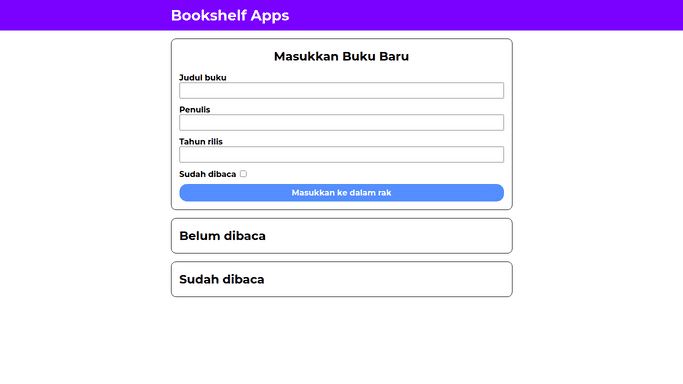 Bookshelf Apps
Masukkan Buku Baru
Judul buku
Penulis
Tahun rilis
Sudah dibaca
Masukkan ke dalam rak
Belum dibaca
Sudah dibaca